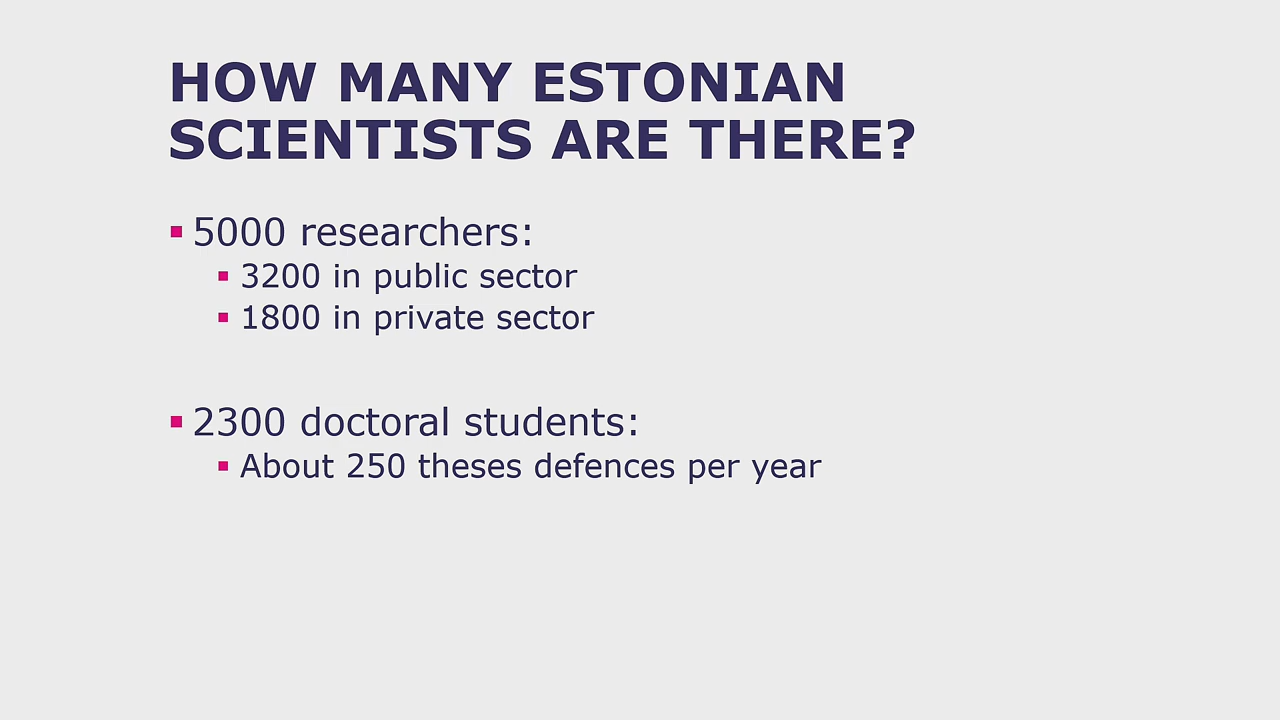 HOW MANY ESTONIAN
SCIENTISTS ARE THERE?
5000 researchers:
3200 in public sector
1800 in private sector
2300 doctoral students:
About 250 theses defences per year